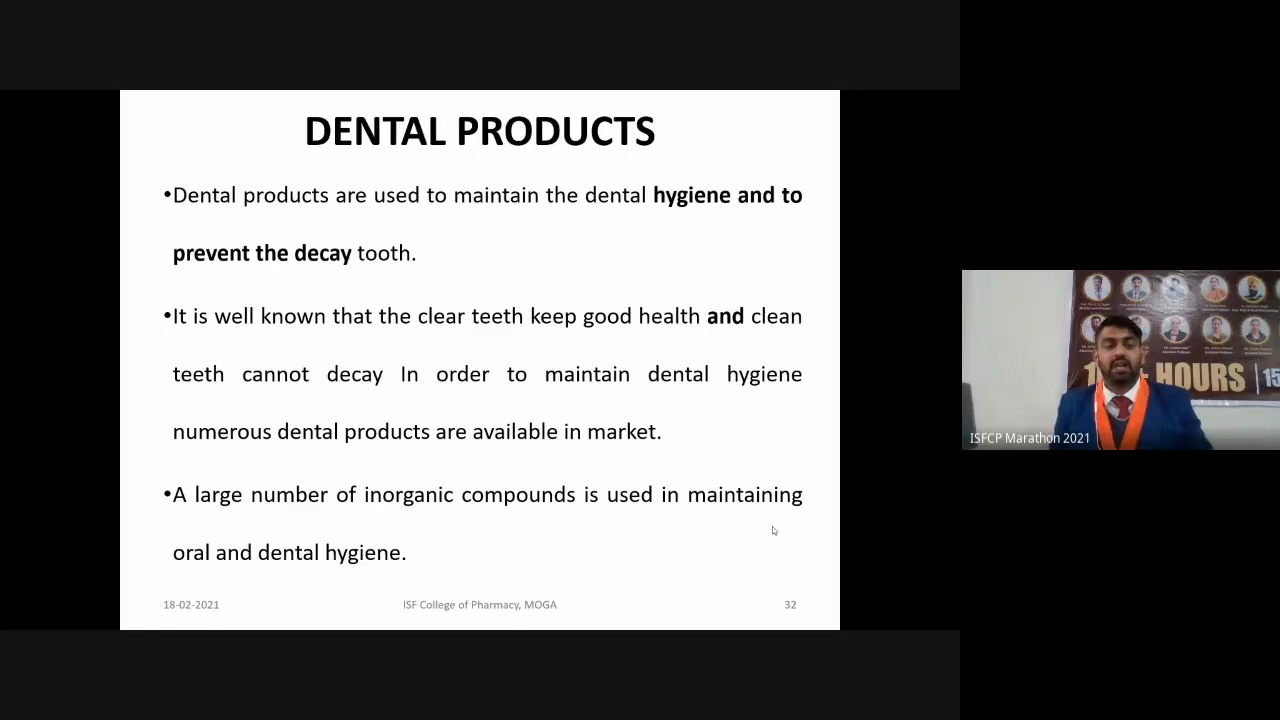 DENTAL PRODUCTS
•Dental products are used to maintain the dental hygiene and to
prevent the decay tooth.
•It is well known that the clear teeth keep good health and clean
teeth cannot decay In order to maintain dental hygiene
numerous dental products are available in market.
•A large number of inorganic compounds is used in maintaining
oral and dental hygiene.
18-02-2021
ISF College of Pharmacy, MOGA
32
HOURS
ISFCP Marathon 2021